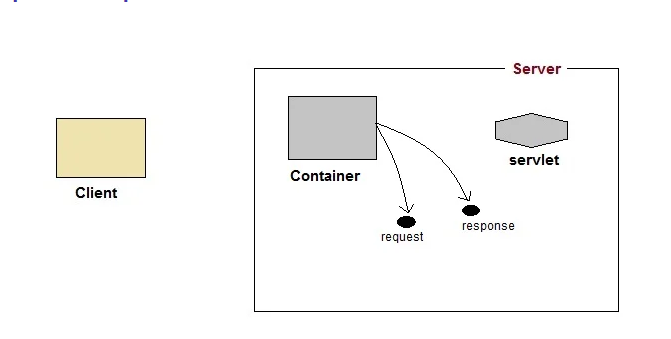 Server
Client
Container
servlet
request
response